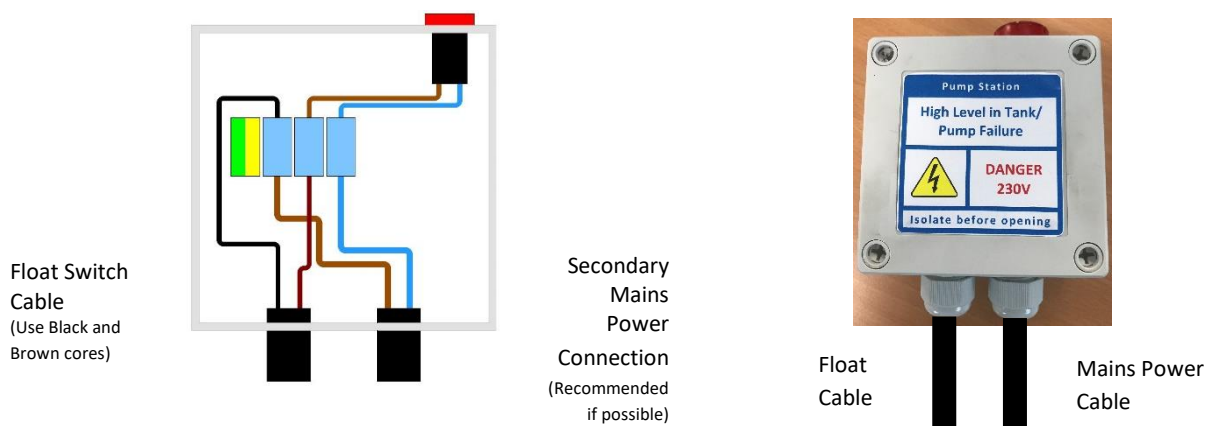 Float Switch
Cable
(Use Black and
Brown cores)
Secondary
Mains
Power
Connection
(Recommended
if possible)
Pump Station
High Level in Tank/
Pump Failure
DANGER
230V
Isolate before opening
Float
Cable
Mains Power
Cable